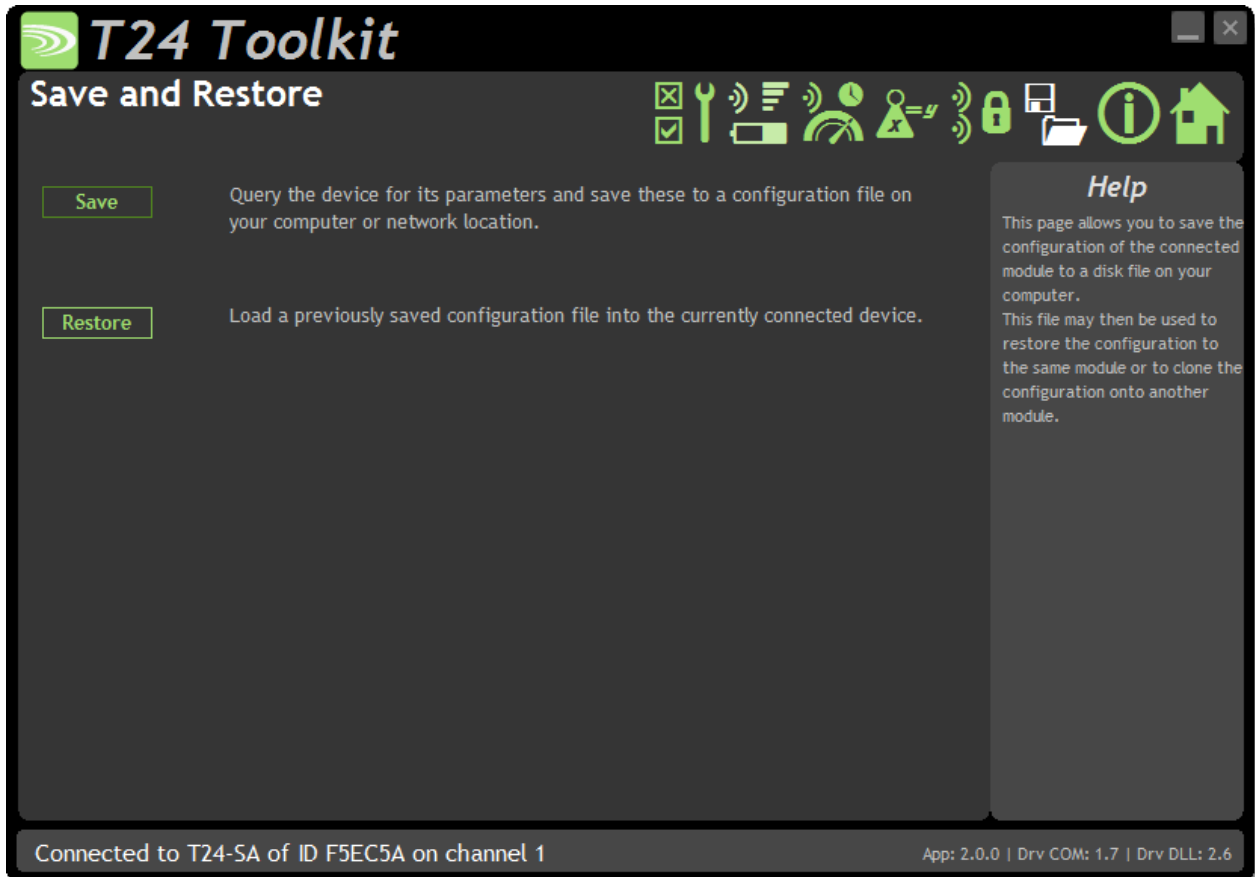 T24 Toolkit
Save and Restore
x=y
Save
Query the device for its parameters and save these to a configuration file on
your computer or network location.
Restore
Load a previously saved configuration file into the currently connected device.
Help
This page allows you to save the
configuration of the connected
module to a disk file on your
computer.
This file may then be used to
restore the configuration to
the same module or to clone the
configuration onto another
module.
Connected to T24-SA of ID F5EC5A on channel 1
App: 2.0.0 | Drv COM: 1.7 | Drv DLL: 2.6